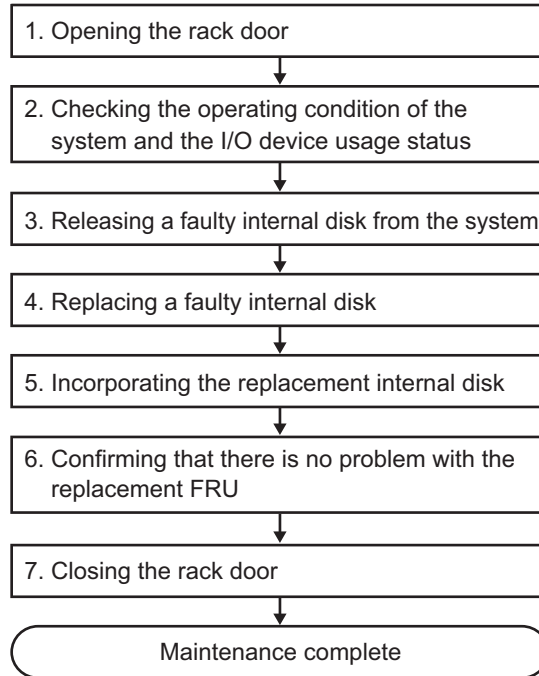 1. Opening the rack door
2. Checking the operating condition of the
system and the I/O device usage status
3. Releasing a faulty internal disk from the system
4. Replacing a faulty internal disk
5. Incorporating the replacement internal disk
6. Confirming that there is no problem with the
replacement FRU
7. Closing the rack door
Maintenance complete